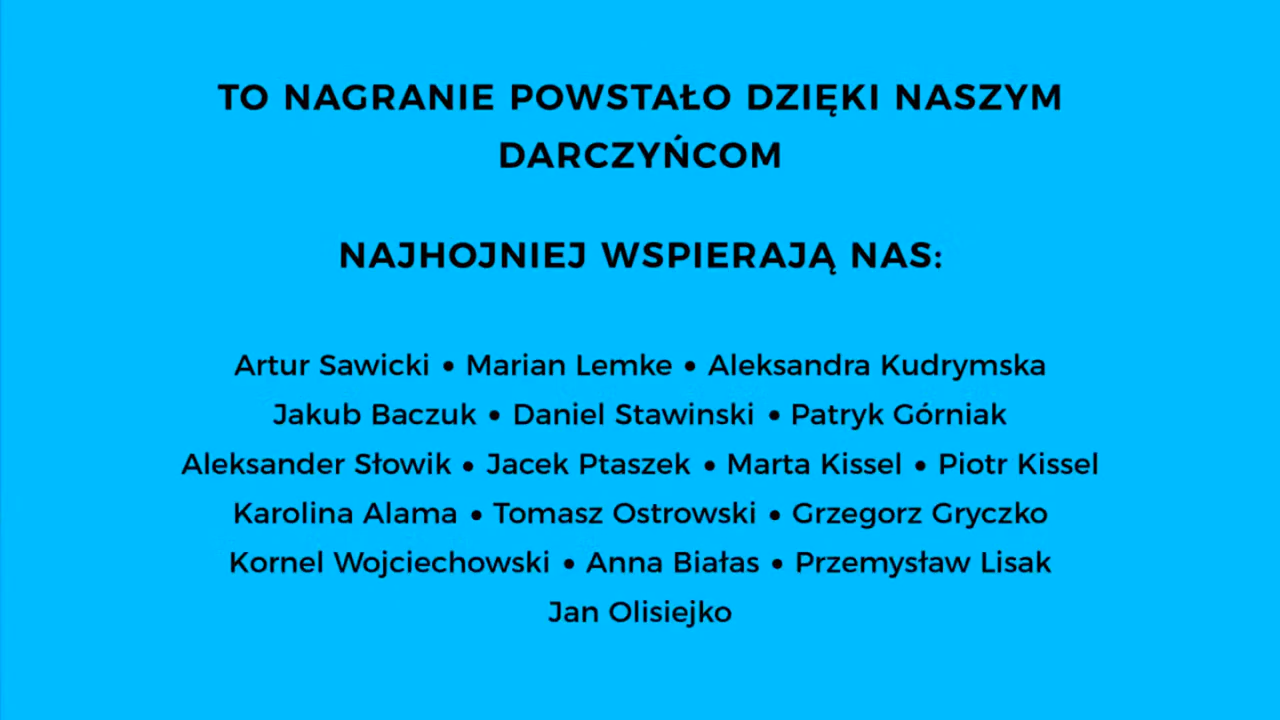 TO NAGRANIE POWSTAŁO DZIĘKI NASZYM
DARCZYŃCOM
NAJHOJNIEJ WSPIERAJĄ NAS:
Artur Sawicki • Marian Lemke • Aleksandra Kudrymska
Jakub Baczuk • Daniel Stawinski • Patryk Górniak
Aleksander Słowik • Jacek Ptaszek • Marta Kissel • Piotr Kissel
Karolina Alama • Tomasz Ostrowski • Grzegorz Gryczko
Kornel Wojciechowski • Anna Białas • Przemysław Lisak
Jan Olisiejko